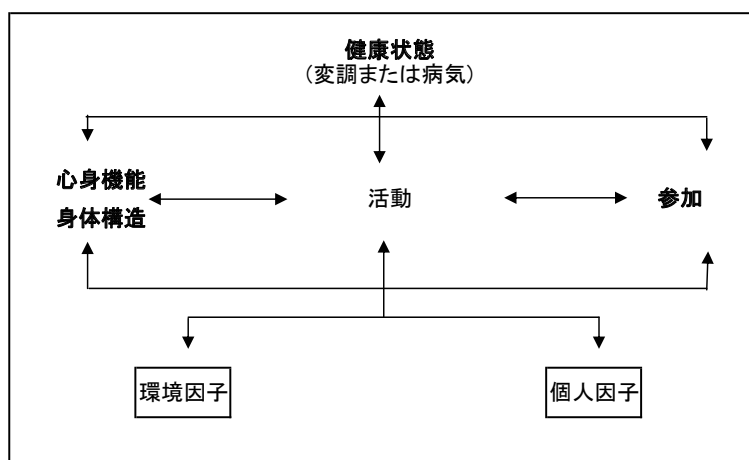 健康状態
（変調または病気）
心身機能
身体構造
活動
参加
環境因子
個人因子